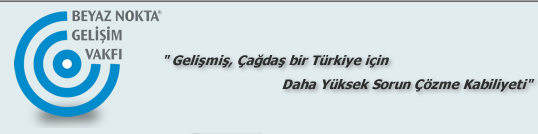 BEYAZ NOKTA®
GELİŞİM
VAKFI
" Gelişmiş, Çağdaş bir Türkiye için
Daha Yüksek Sorun Çözme Kabiliyeti"